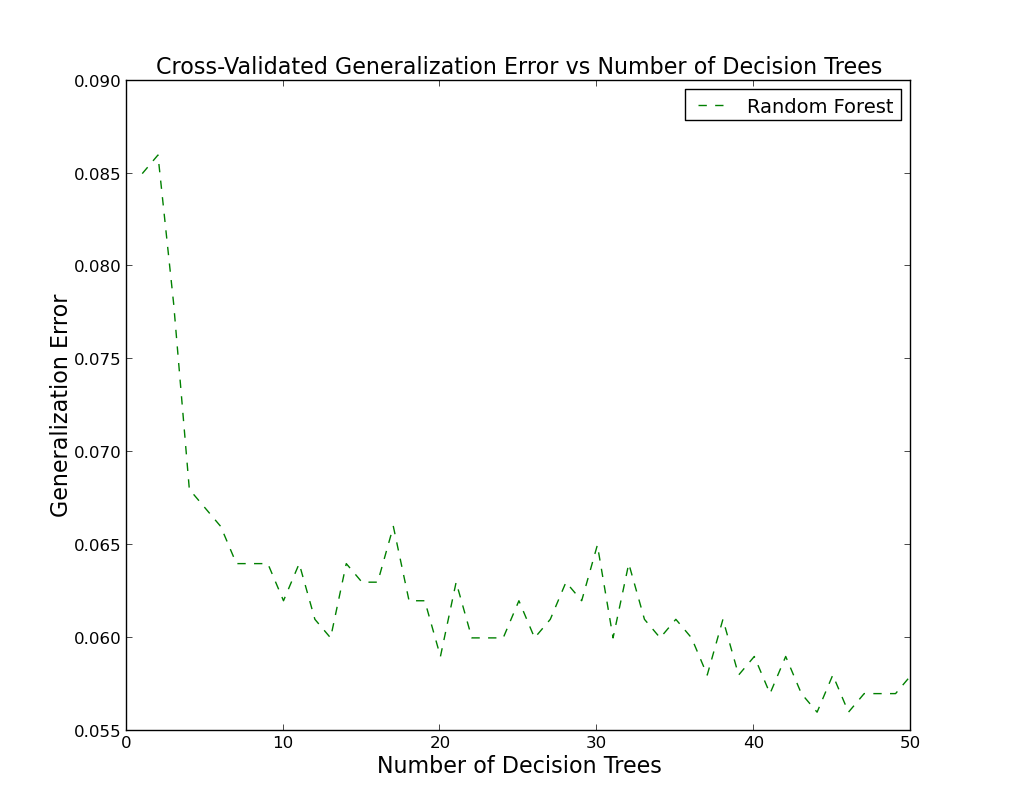 Cross-Validated Generalization Error vs Number of Decision Trees
Random Forest
Generalization Error
0.090
0.085
0.080
0.075
0.070
0.065
0.060
0.055
0 10 20 30 40 50
Number of Decision Trees